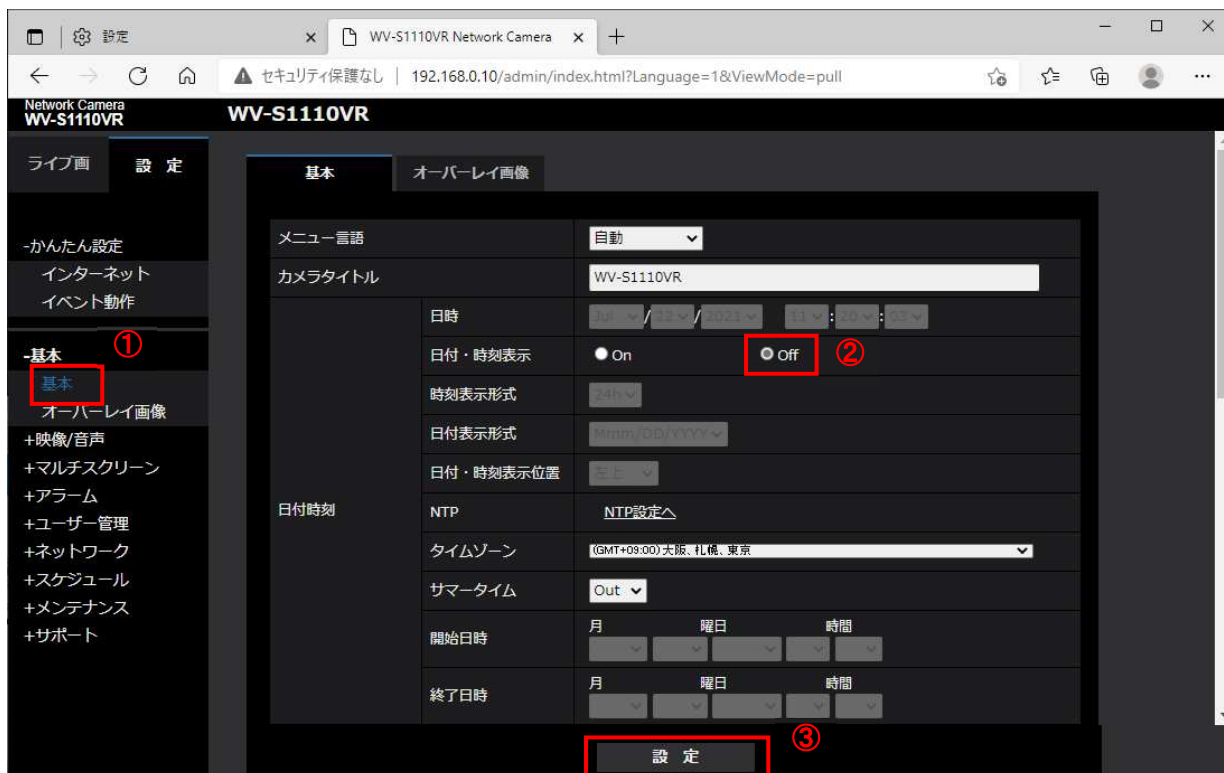 設定
WV-S1110VR Network Camera
セキュリティ保護なし | 192.168.0.10/admin/index.html?Language=1&ViewMode=pull
Network Camera
WV-S1110VR
WV-S1110VR
ライブ画
設 定
基本
オーバーレイ画像
-かんたん設定
インターネット
イベント動作
-基本
①
基本
オーバーレイ画像
+映像/音声
+マルチスクリーン
+アラーム
+ユーザー管理
+ネットワーク
+スケジュール
+メンテナンス
+サポート
メニュー言語 自動
カメラタイトル WV-S1110VR
日付時刻
日時 Jul / 22 / 2021 11 : 20 : 03
日付・時刻表示 On Off ②
時刻表示形式 24h
日付表示形式 Mmm/DD/YYYY
日付・時刻表示位置 左上
NTP NTP設定へ
タイムゾーン (GMT+09:00)大阪、札幌、東京
サマータイム Out
開始日時 月 曜日 時間
終了日時 月 曜日 時間
設 定 ③